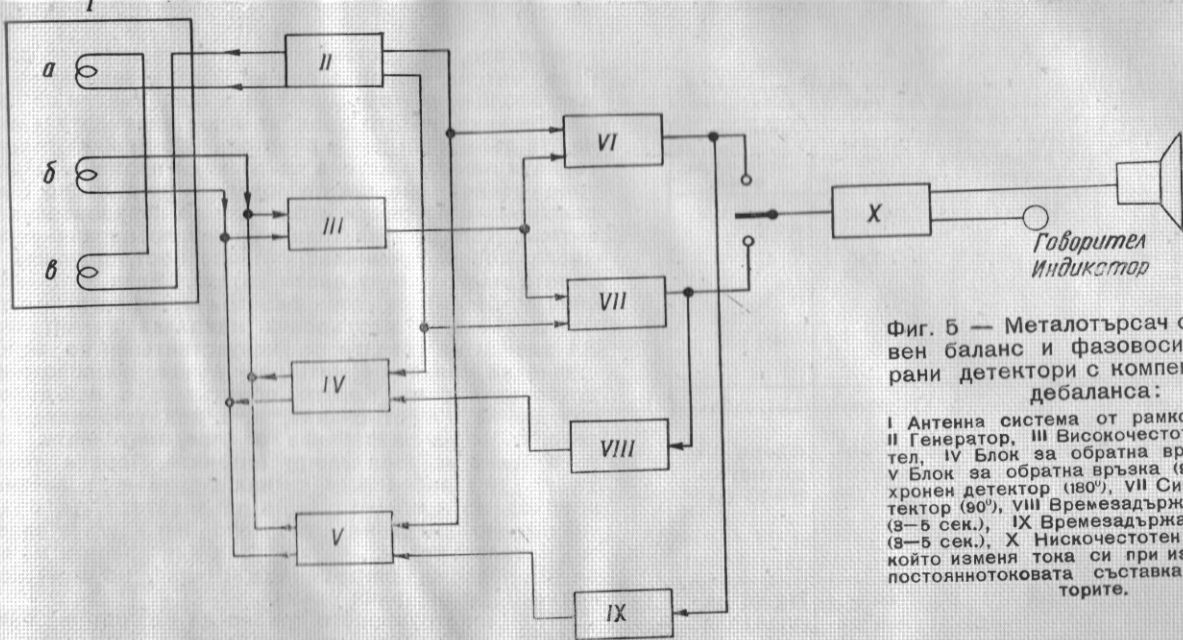 I
а
б
в
II
III
IV
V
VI
VII
VIII
IX
X
Говорител
Индикатор
Фиг. 5 — Металотърсач с
вен баланс и фазовоси
рани детектори с компен
дебаланса:
I Антенна система от рамко
II Генератор, III Високочестот
тел, IV Блок за обратна вр
V Блок за обратна връзка
хронен детектор (180°), VII Си
тектор (90°), VIII Времезадърж
(3—5 сек.), IX Времезадържа
(3—5 сек.), X Нискочестотен
който изменя тока си при из
постояннотоковата съставка
торите.